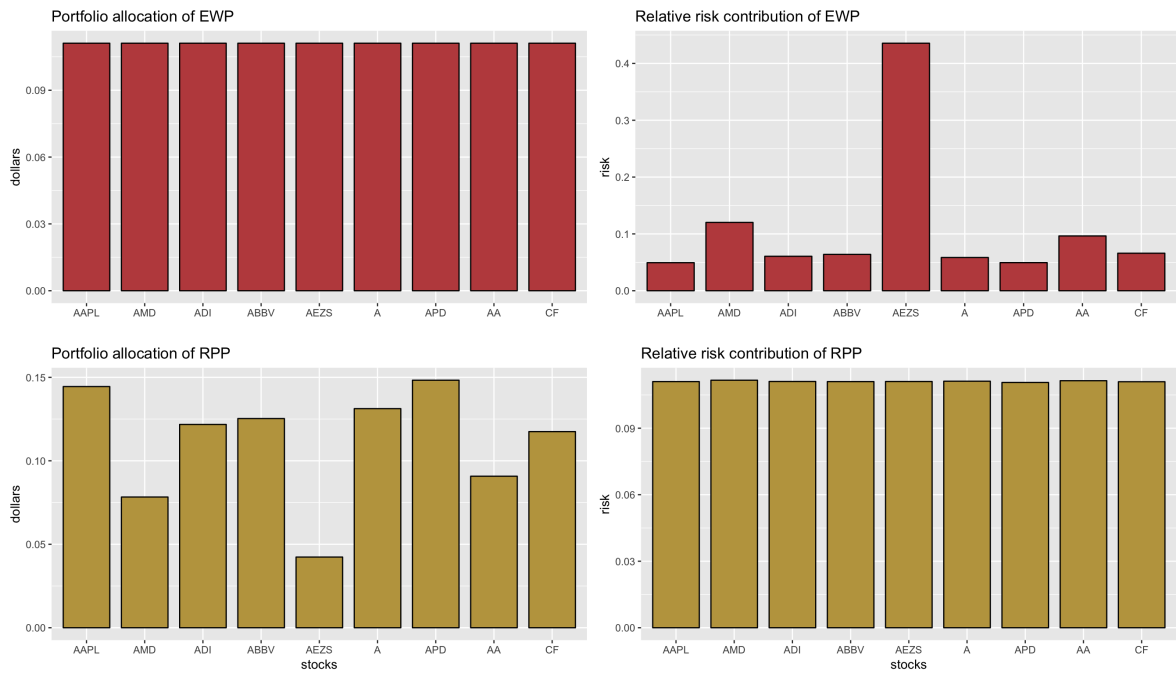 Portfolio allocation of EWP
dollars
0.09
0.06
0.03
0.00
AAPL AMD ADI ABBV AEZS A APD AA CF
Relative risk contribution of EWP
risk
0.4
0.3
0.2
0.1
0.0
AAPL AMD ADI ABBV AEZS A APD AA CF
Portfolio allocation of RPP
dollars
0.15
0.10
0.05
0.00
AAPL AMD ADI ABBV AEZS A APD AA CF
stocks
Relative risk contribution of RPP
risk
0.09
0.06
0.03
0.00
AAPL AMD ADI ABBV AEZS A APD AA CF
stocks